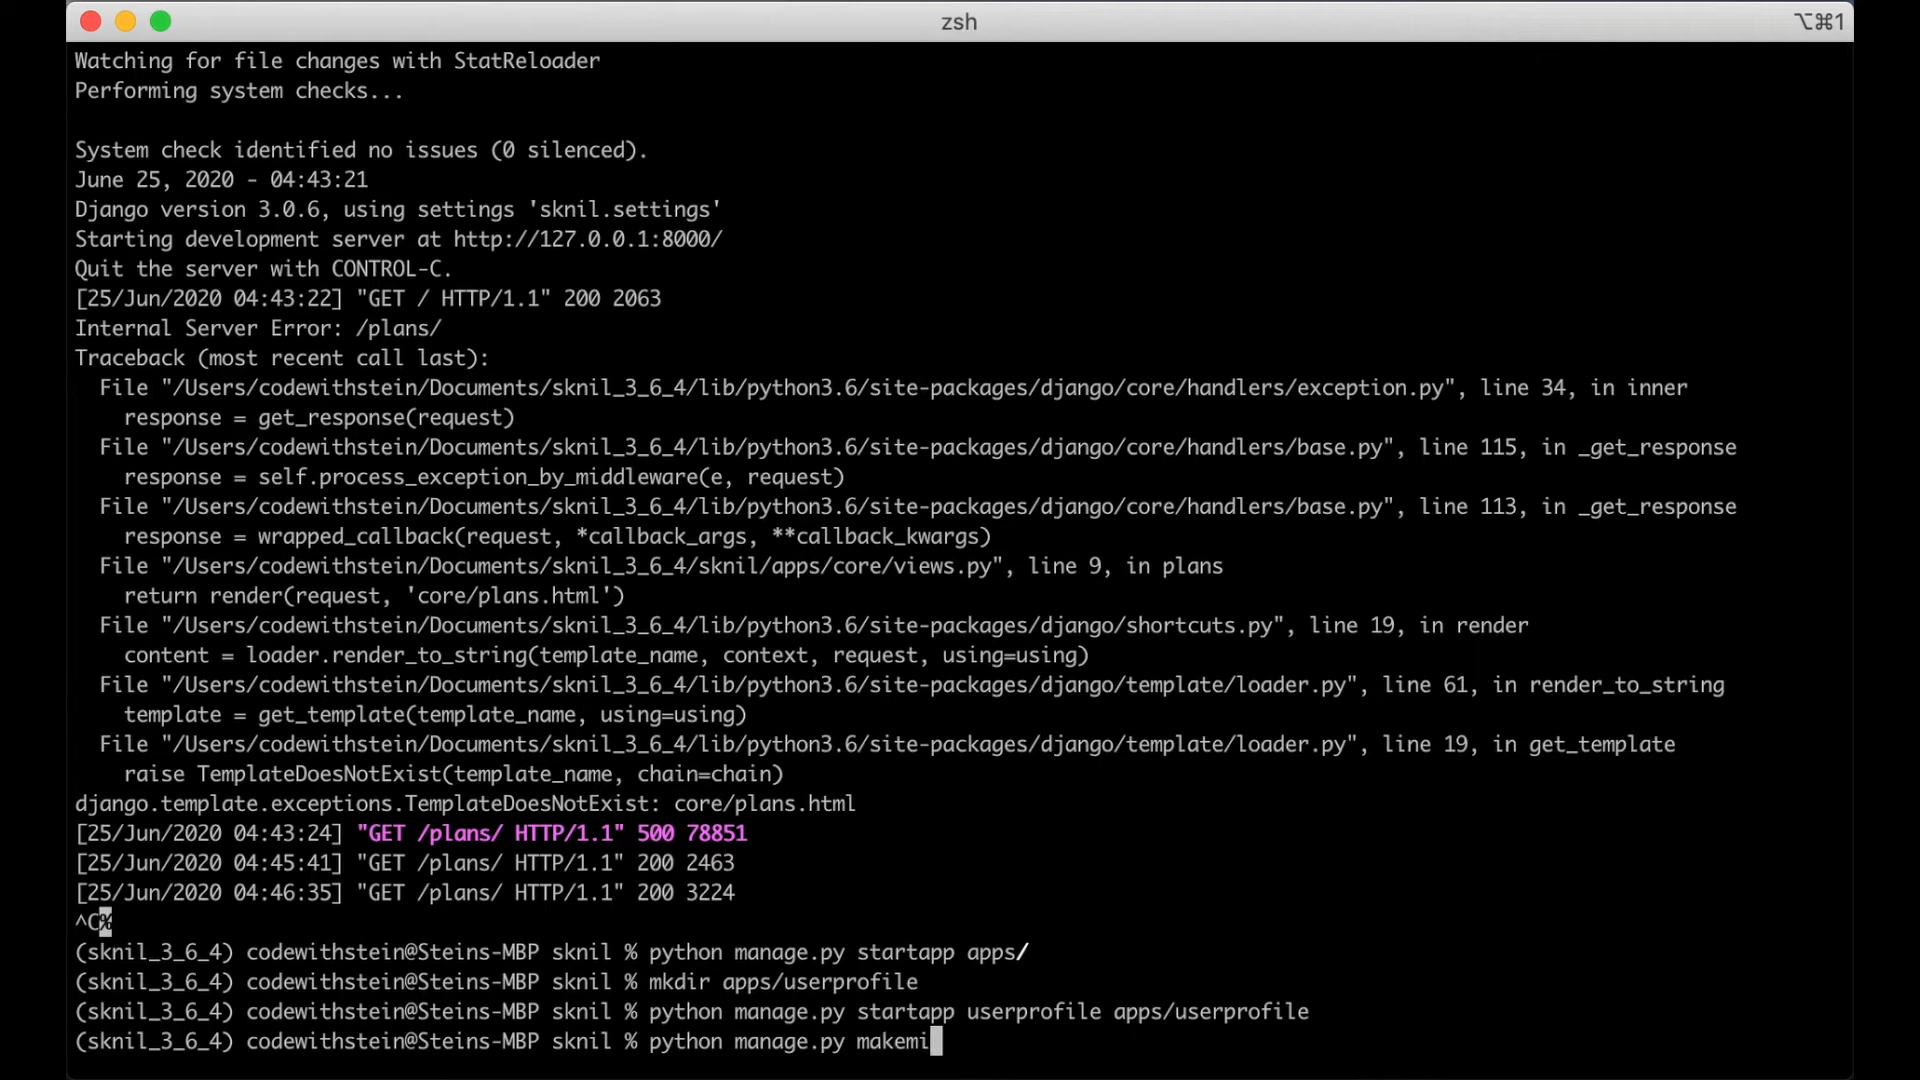 zsh
⌥⌘1
Watching for file changes with StatReloader
Performing system checks...
System check identified no issues (0 silenced).
June 25, 2020 - 04:43:21
Django version 3.0.6, using settings 'sknil.settings'
Starting development server at http://127.0.0.1:8000/
Quit the server with CONTROL-C.
[25/Jun/2020 04:43:22] "GET / HTTP/1.1" 200 2063
Internal Server Error: /plans/
Traceback (most recent call last):
  File "/Users/codewithstein/Documents/sknil_3_6_4/lib/python3.6/site-packages/django/core/handlers/exception.py", line 34, in inner
    response = get_response(request)
  File "/Users/codewithstein/Documents/sknil_3_6_4/lib/python3.6/site-packages/django/core/handlers/base.py", line 115, in _get_response
    response = self.process_exception_by_middleware(e, request)
  File "/Users/codewithstein/Documents/sknil_3_6_4/lib/python3.6/site-packages/django/core/handlers/base.py", line 113, in _get_response
    response = wrapped_callback(request, *callback_args, **callback_kwargs)
  File "/Users/codewithstein/Documents/sknil_3_6_4/sknil/apps/core/views.py", line 9, in plans
    return render(request, 'core/plans.html')
  File "/Users/codewithstein/Documents/sknil_3_6_4/lib/python3.6/site-packages/django/shortcuts.py", line 19, in render
    content = loader.render_to_string(template_name, context, request, using=using)
  File "/Users/codewithstein/Documents/sknil_3_6_4/lib/python3.6/site-packages/django/template/loader.py", line 61, in render_to_string
    template = get_template(template_name, using=using)
  File "/Users/codewithstein/Documents/sknil_3_6_4/lib/python3.6/site-packages/django/template/loader.py", line 19, in get_template
    raise TemplateDoesNotExist(template_name, chain=chain)
django.template.exceptions.TemplateDoesNotExist: core/plans.html
[25/Jun/2020 04:43:24] "GET /plans/ HTTP/1.1" 500 78851
[25/Jun/2020 04:45:41] "GET /plans/ HTTP/1.1" 200 2463
[25/Jun/2020 04:46:35] "GET /plans/ HTTP/1.1" 200 3224
^C%
(sknil_3_6_4) codewithstein@Steins-MBP sknil % python manage.py startapp apps/
(sknil_3_6_4) codewithstein@Steins-MBP sknil % mkdir apps/userprofile
(sknil_3_6_4) codewithstein@Steins-MBP sknil % python manage.py startapp userprofile apps/userprofile
(sknil_3_6_4) codewithstein@Steins-MBP sknil % python manage.py makemi